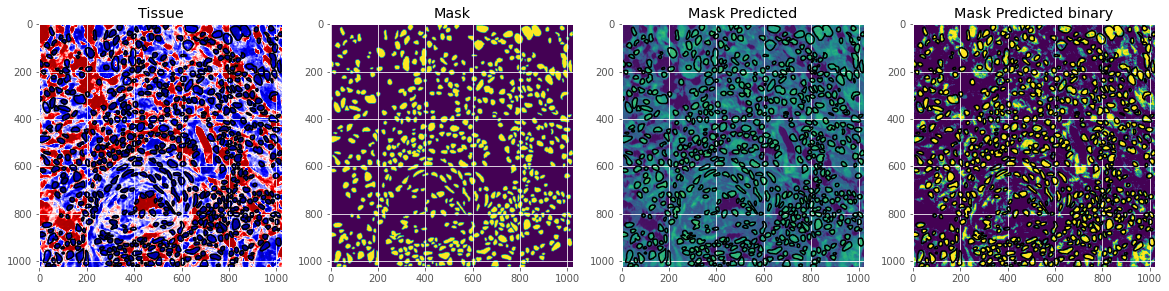 Tissue Mask Mask Predicted Mask Predicted binary
0 0 0 0
200 200 200 200
400 400 400 400
600 600 600 600
800 800 800 800
1000 1000 1000 1000
0 200 400 600 800 1000 0 200 400 600 800 1000 0 200 400 600 800 1000 0 200 400 600 800 1000